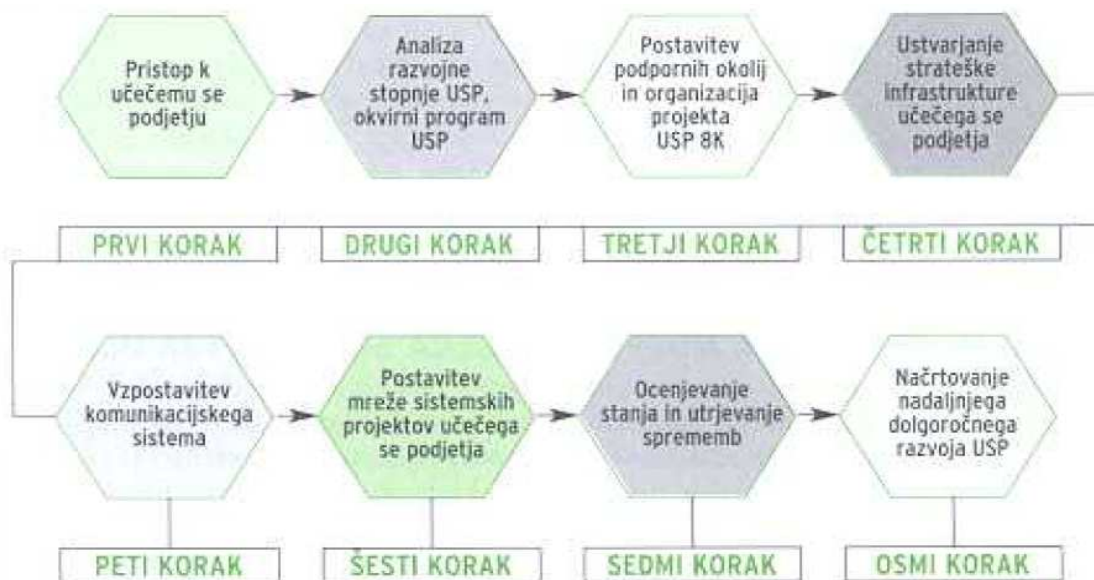 Pristop k
učečemu se
podjetju
Analiza
razvojne
stopnje USP,
okvirni program
USP
Postavitev
podpornih okolij
in organizacija
projekta
USP 8K
Ustvarjanje
strateške
infrastrukture
učečega se
podjetja
PRVI KORAK
DRUGI KORAK
TRETJI KORAK
ČETRTI KORAK
Vzpostavitev
komunikacijskega
sistema
Postavitev
mreže sistemskih
projektov učečega
se podjetja
Ocenjevanje
stanja in utrjevanje
sprememb
Načrtovanje
nadaljnjega
dolgoročnega
razvoja USP
PETI KORAK
ŠESTI KORAK
SEDMI KORAK
OSMI KORAK